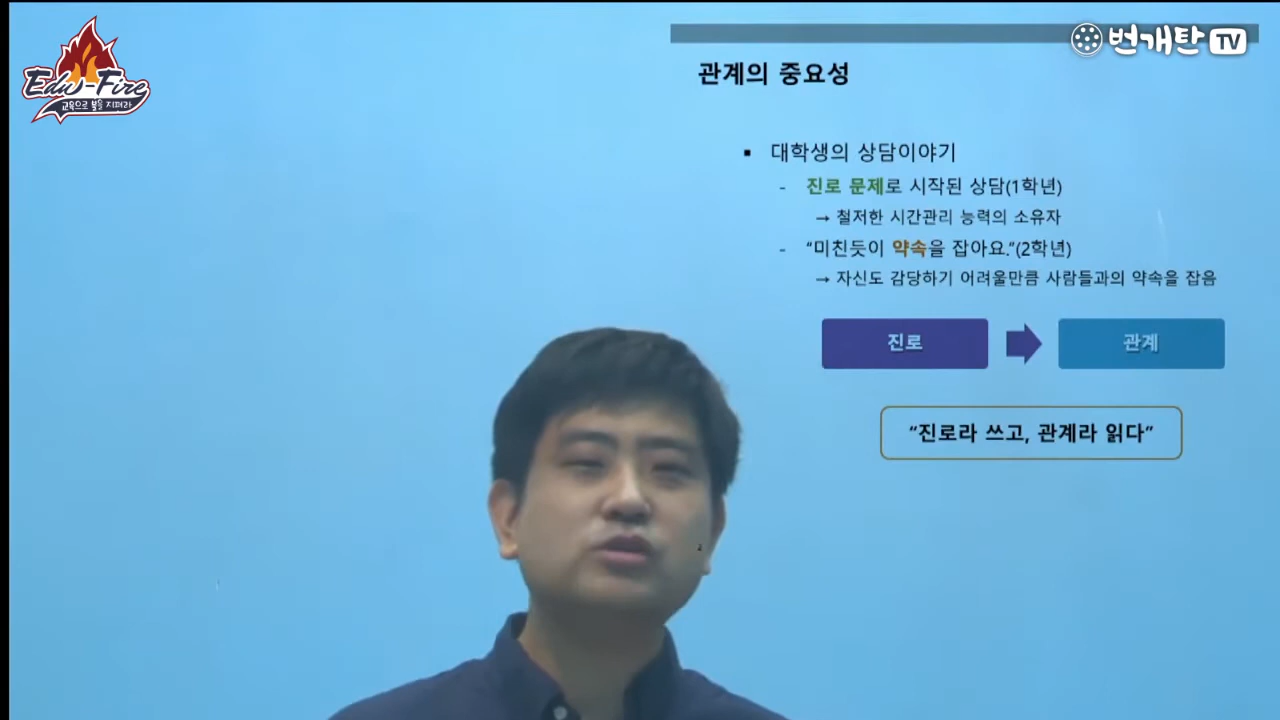 Edu-Fire
교육으로 불을 지펴라
번개탄 TV
관계의 중요성
▪ 대학생의 상담이야기
- 진로 문제로 시작된 상담(1학년)
→ 철저한 시간관리 능력의 소유자
- “미친듯이 약속을 잡아요.”(2학년)
→ 자신도 감당하기 어려울만큼 사람들과의 약속을 잡음
진로
관계
“진로라 쓰고, 관계라 읽다”
2